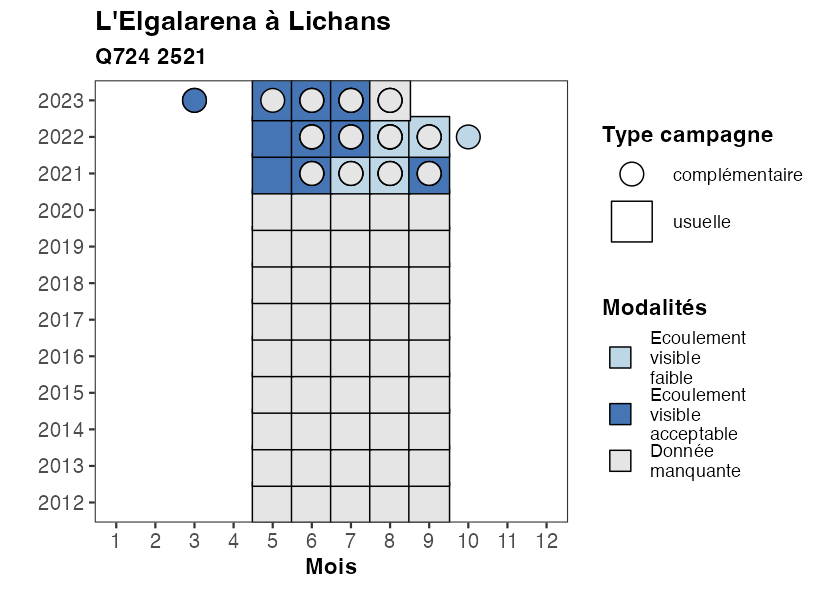 L'Elgalarena à Lichans
Q724 2521
2023
2022
2021
2020
2019
2018
2017
2016
2015
2014
2013
2012
1 2 3 4 5 6 7 8 9 10 11 12
Mois
Type campagne
complémentaire
usuelle
Modalités
Ecoulement
visible
faible
Ecoulement
visible
acceptable
Donnée
manquante